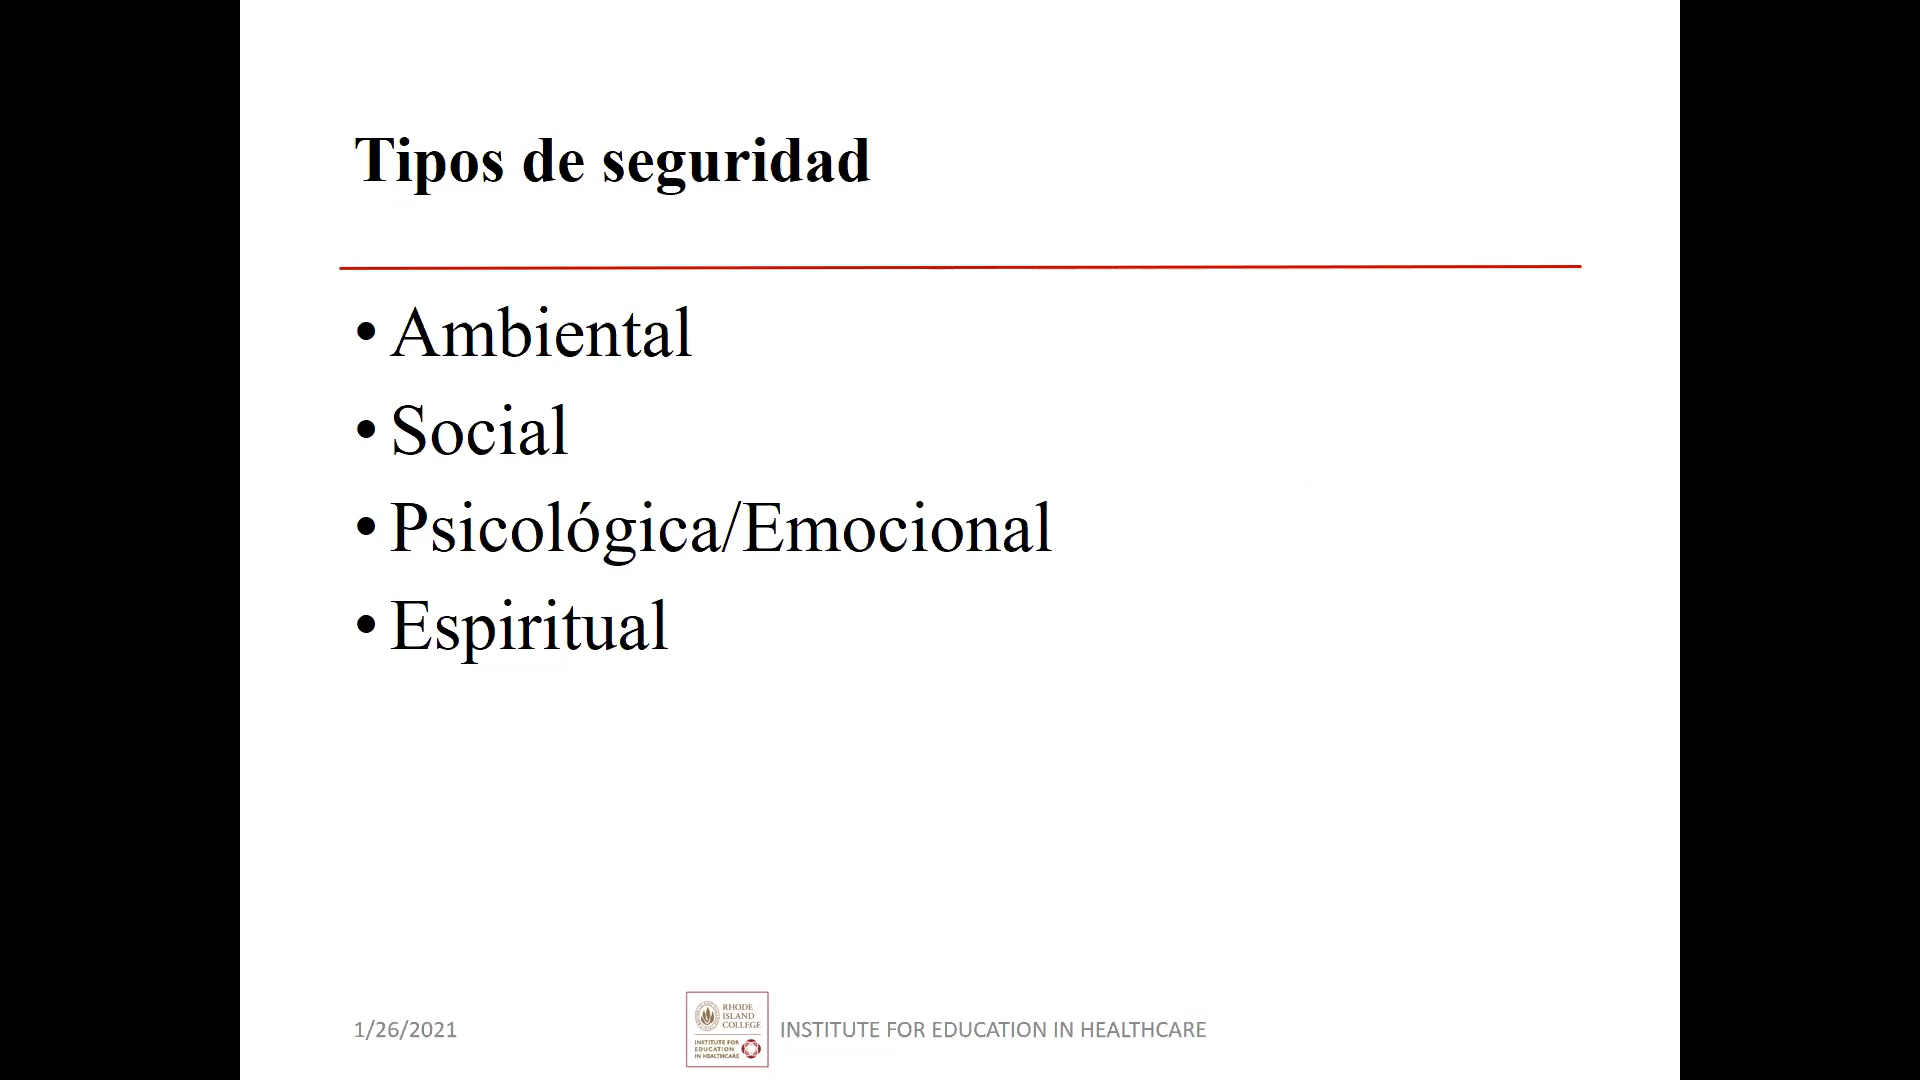 Tipos de seguridad
• Ambiental
• Social
• Psicológica/Emocional
• Espiritual
1/26/2021
RHODE
ISLAND
COLLEGE
INSTITUTE FOR
EDUCATION
IN HEALTHCARE
INSTITUTE FOR EDUCATION IN HEALTHCARE